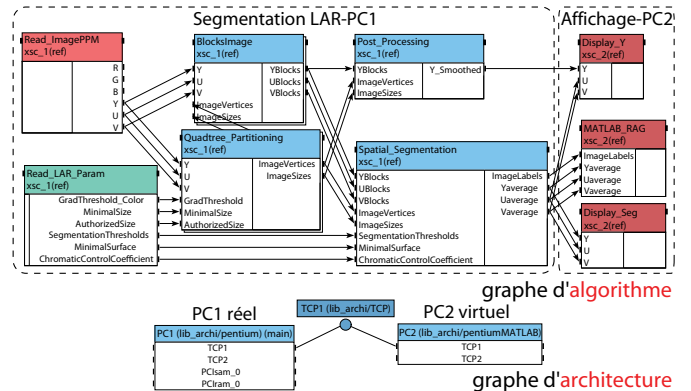 Segmentation LAR-PC1
Affichage-PC2
Read_ImagePPM
xsc_1(ref)
R
G
B
Y
U
V
BlocksImage
xsc_1(ref)
Y YBlocks
U UBlocks
V VBlocks
ImageVertices
ImageSizes
Post_Processing
xsc_1(ref)
YBlocks Y_Smoothed
ImageVertices
ImageSizes
Display_Y
xsc_2(ref)
Y
U
V
Quadtree_Partitioning
xsc_1(ref)
Y ImageVertices
U ImageSizes
V
GradThreshold
MinimalSize
AuthorizedSize
Read_LAR_Param
xsc_1(ref)
GradThreshold_Color
MinimalSize
AuthorizedSize
SegmentationThresholds
MinimalSurface
ChromaticControlCoefficient
Spatial_Segmentation
xsc_1(ref)
YBlocks ImageLabels
UBlocks Yaverage
VBlocks Uaverage
ImageVertices Vaverage
ImageSizes
SegmentationThresholds
MinimalSurface
ChromaticControlCoefficient
MATLAB_RAG
xsc_2(ref)
ImageLabels
Yaverage
Uaverage
Vaverage
Display_Seg
xsc_2(ref)
Y
U
V
graphe d'algorithme
PC1 réel
TCP1 (lib_archi/TCP)
PC2 virtuel
PC1 (lib_archi/pentium) (main)
TCP1
TCP2
PCIsam_0
PCIram_0
PC2 (lib_archi/pentiumMATLAB)
TCP1
TCP2
graphe d'architecture